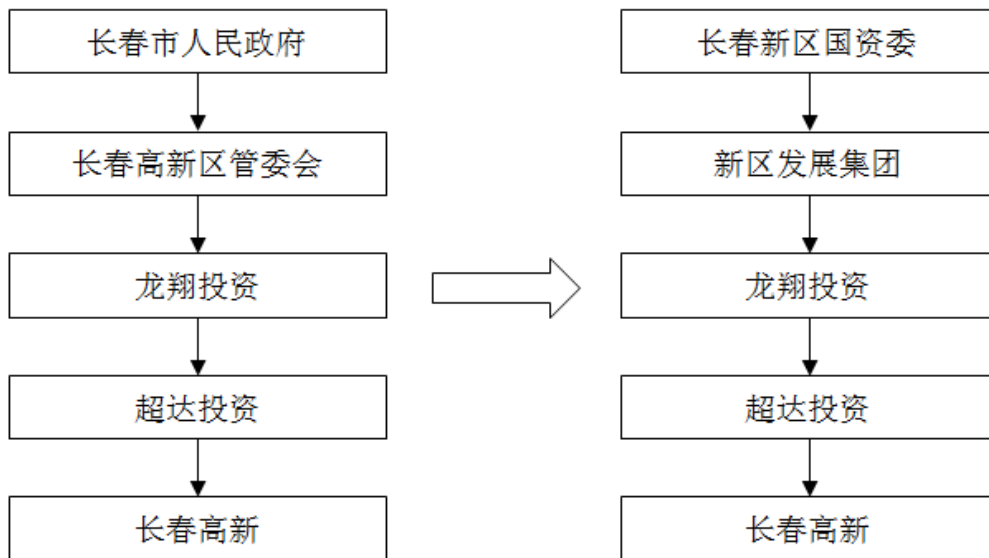 长春市人民政府
长春高新区管委会
龙翔投资
超达投资
长春高新
长春新区国资委
新区发展集团
龙翔投资
超达投资
长春高新